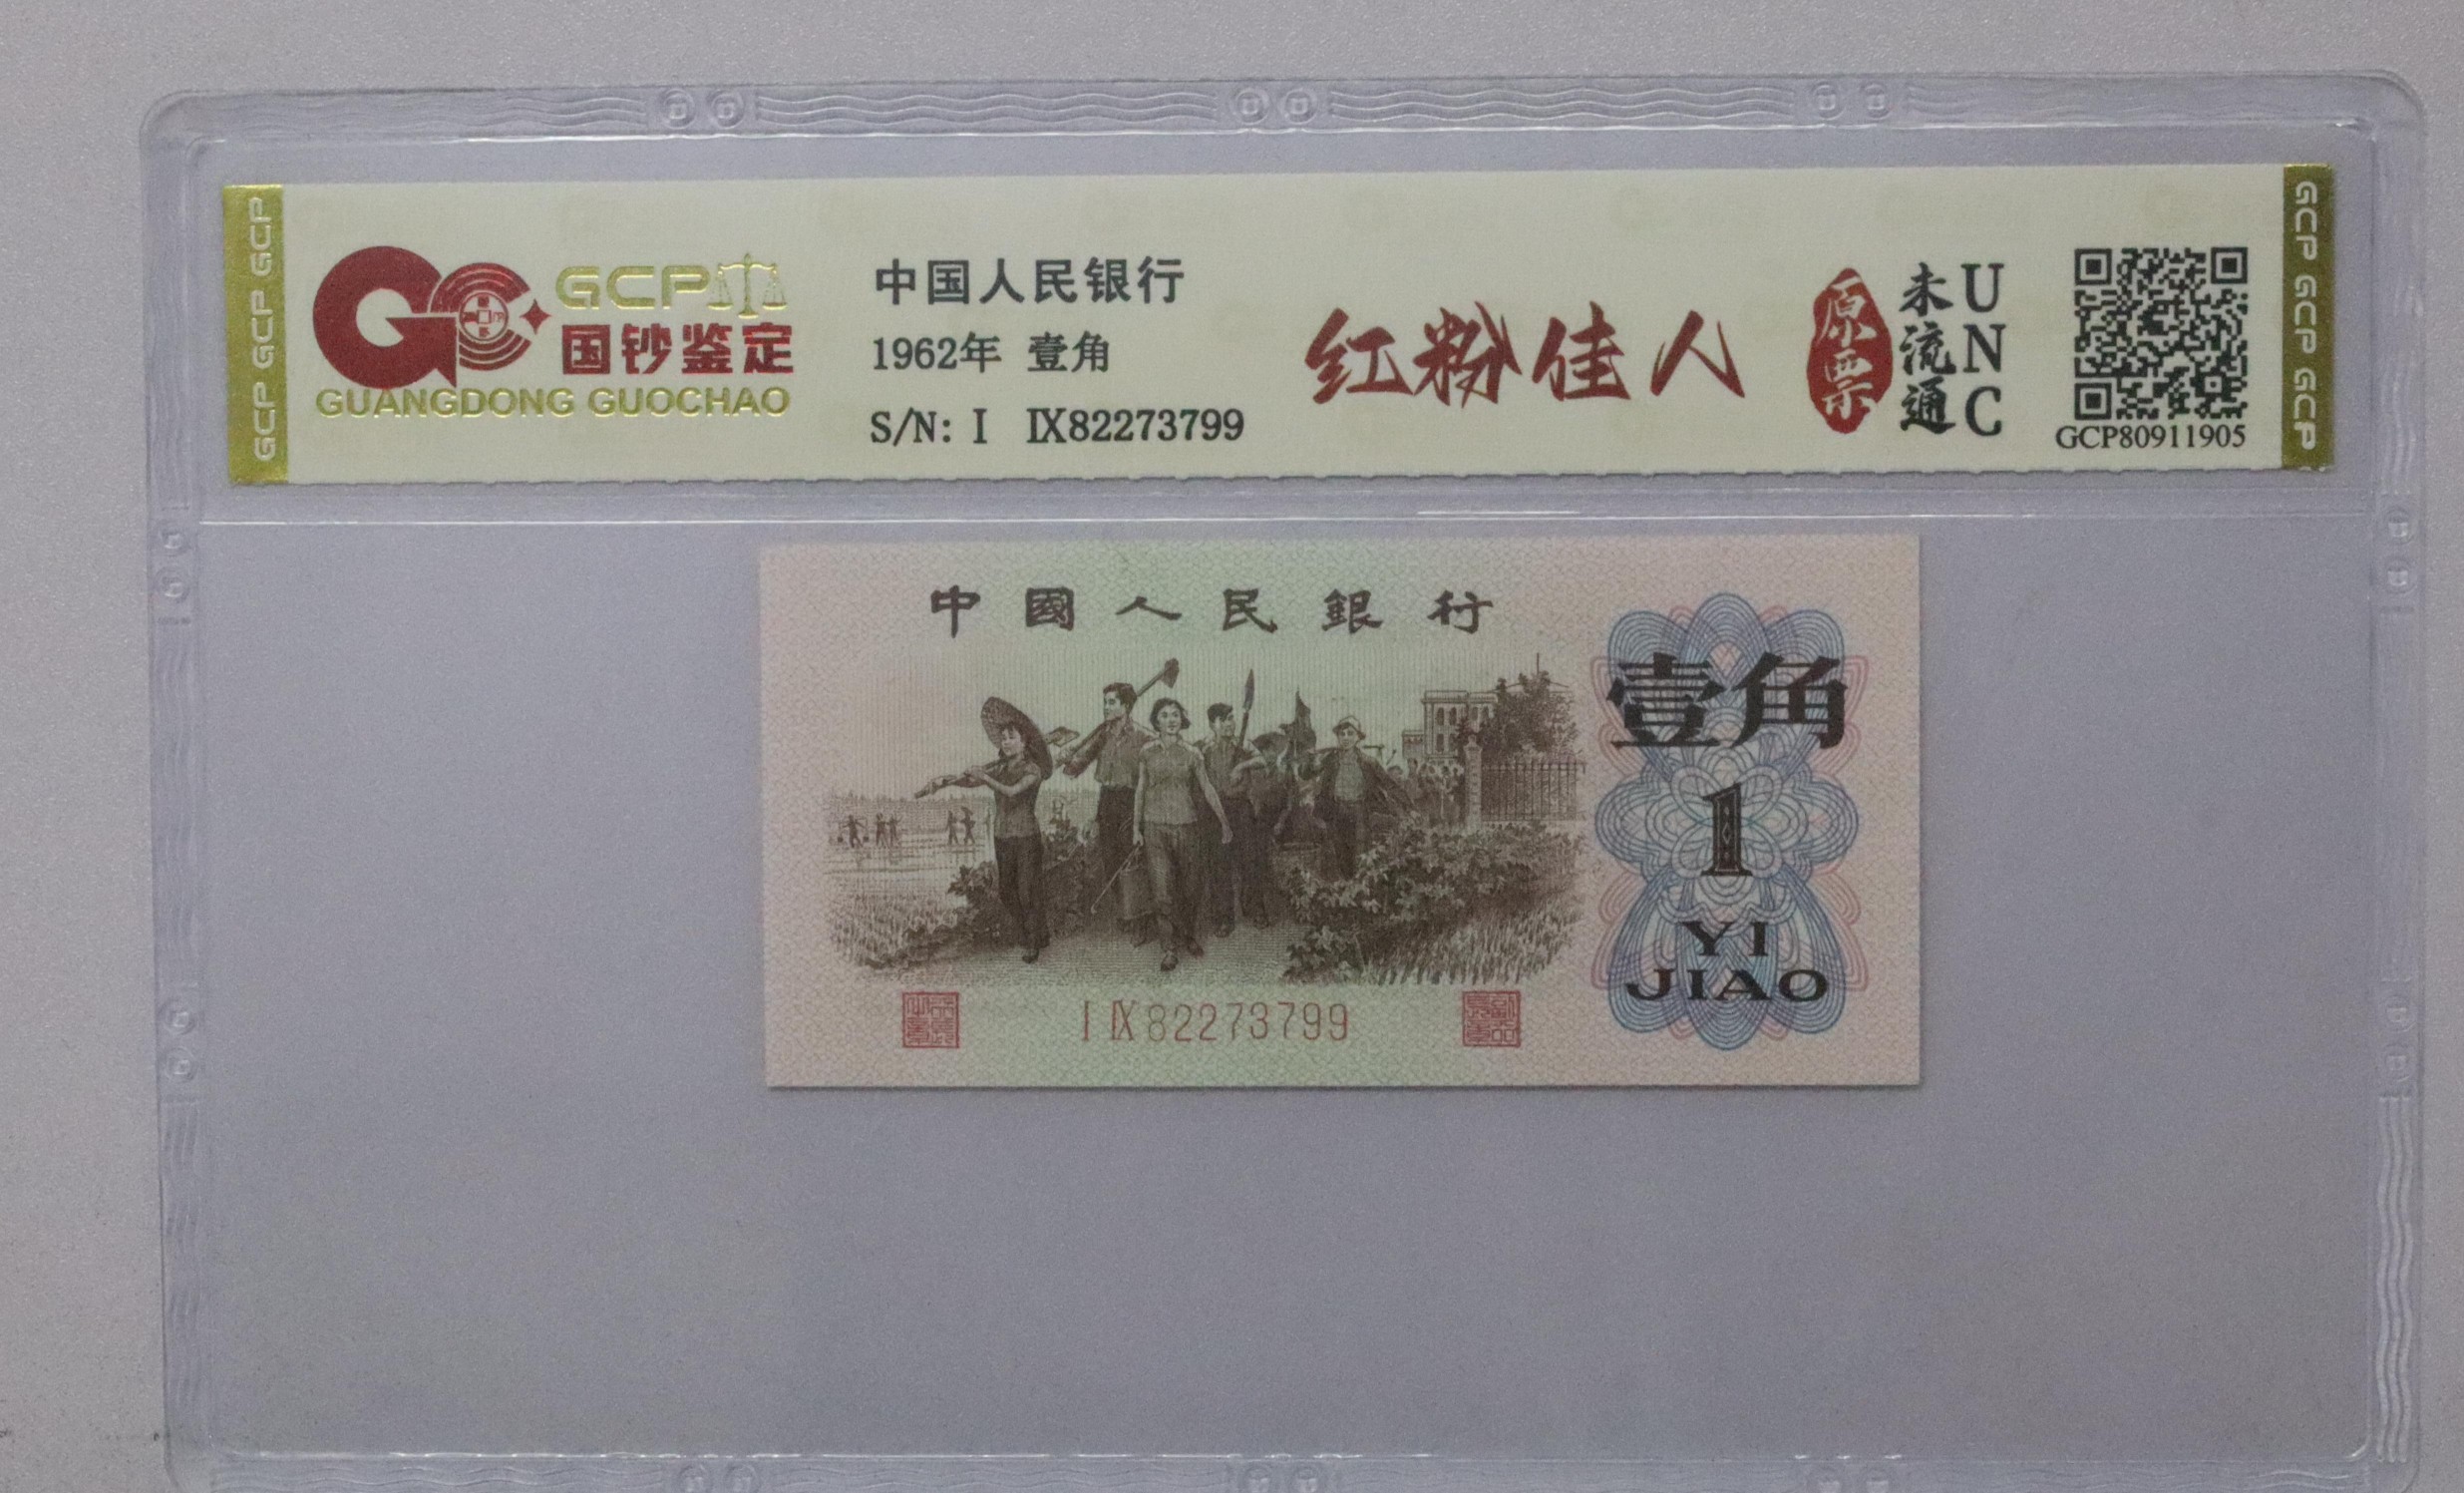 GCP GCP GCP
GCP
国钞鉴定
GUANGDONG GUOCHAO
中国人民银行
1962年 壹角
S/N: I IX82273799
红粉佳人
原票
未流通
UNC
GCP80911905
GCP GCP GCP
中國人民銀行
壹角
1
YI
JIAO
I IX82273799